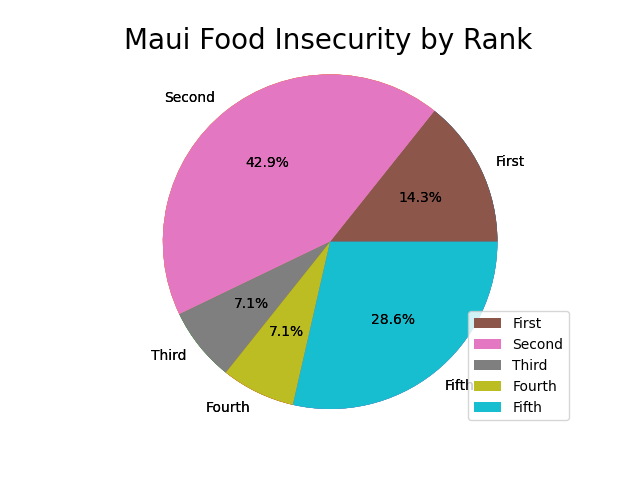 Maui Food Insecurity by Rank
Second
First
42.9%
14.3%
7.1%
7.1%
28.6%
Third
Fourth
Fifth
First
Second
Third
Fourth
Fifth